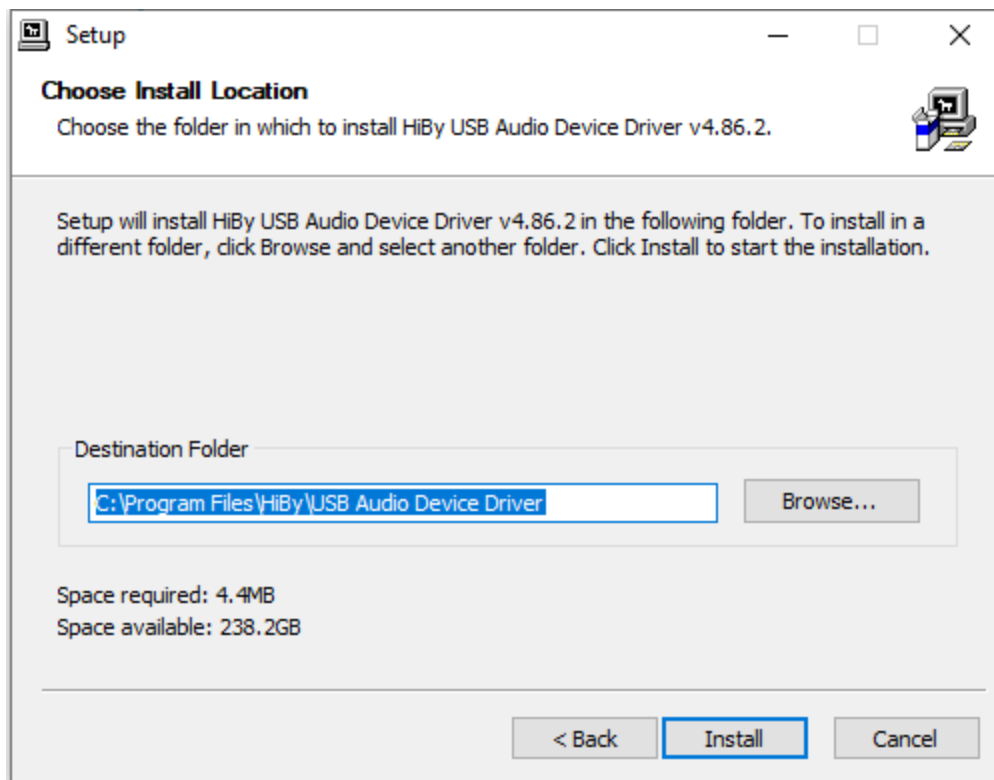 Setup
Choose Install Location
Choose the folder in which to install HiBy USB Audio Device Driver v4.86.2.
Setup will install HiBy USB Audio Device Driver v4.86.2 in the following folder. To install in a
different folder, click Browse and select another folder. Click Install to start the installation.
Destination Folder
C:\Program Files\HiBy\USB Audio Device Driver
Browse...
Space required: 4.4MB
Space available: 238.2GB
< Back
Install
Cancel